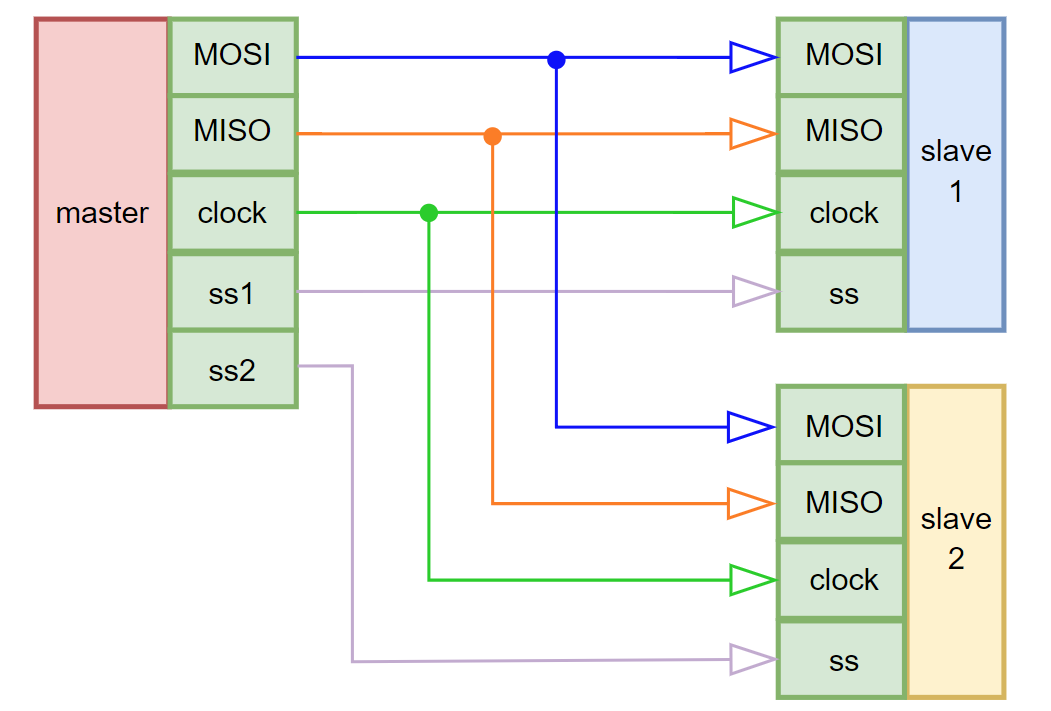 master
MOSI
MISO
clock
ss1
ss2
MOSI
MISO
clock
ss
slave
1
MOSI
MISO
clock
ss
slave
2